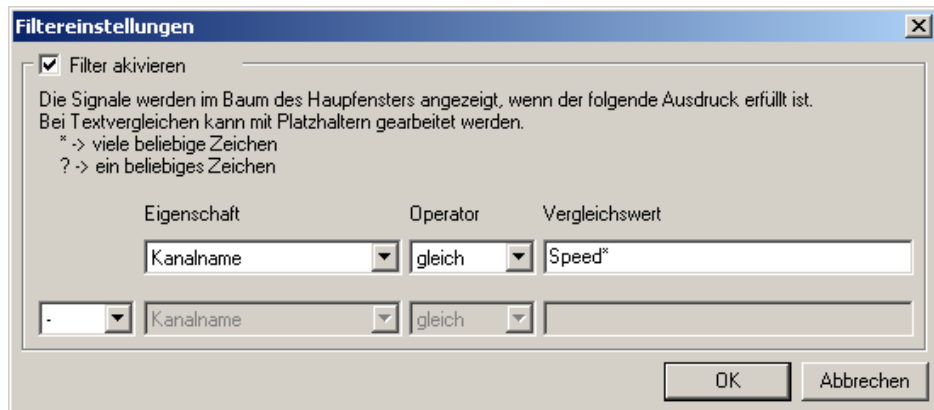 Filtereinstellungen
Filter akivieren
Die Signale werden im Baum des Haupfensters angezeigt, wenn der folgende Ausdruck erfüllt ist.
Bei Textvergleichen kann mit Platzhaltern gearbeitet werden.
* -> viele beliebige Zeichen
? -> ein beliebiges Zeichen
Eigenschaft Operator Vergleichswert
Kanalname gleich Speed*
- Kanalname gleich
OK Abbrechen